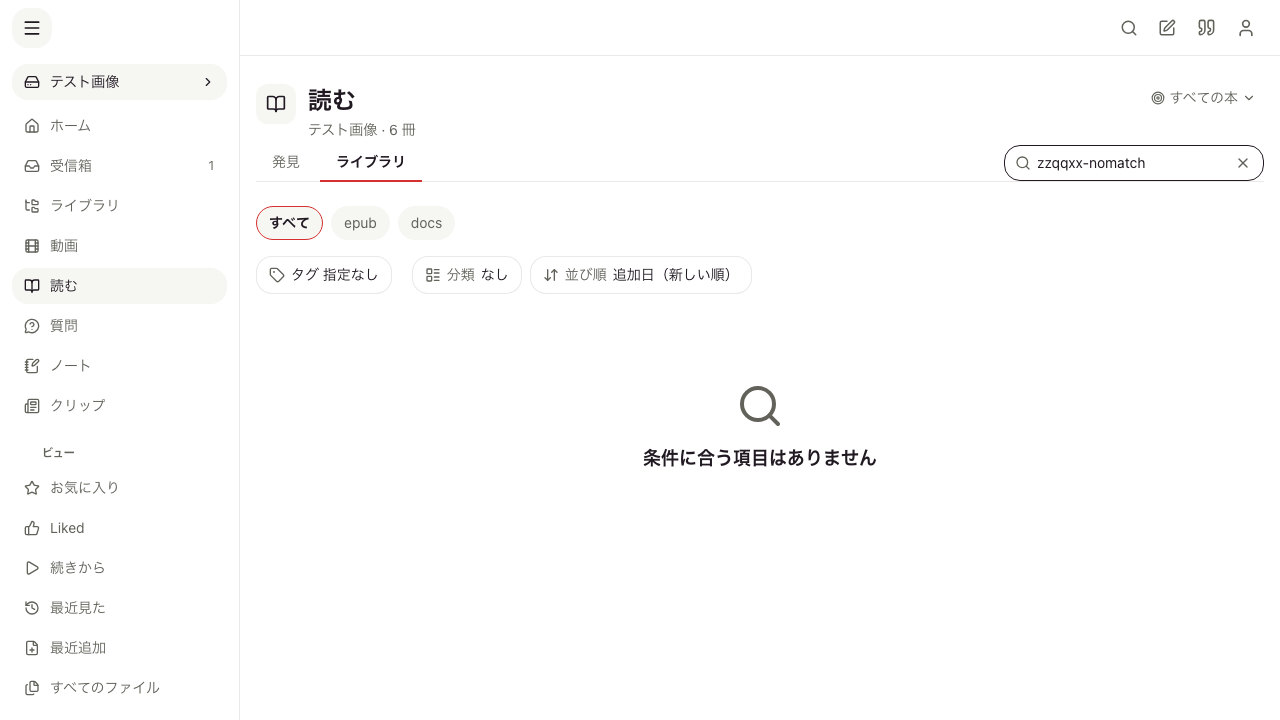 テスト画像
ホーム
受信箱 1
ライブラリ
動画
読む
質問
ノート
クリップ
ビュー
お気に入り
Liked
続きから
最近見た
最近追加
すべてのファイル
読む
テスト画像 · 6 冊
すべての本
発見 ライブラリ
zzqqxx-nomatch
すべて epub docs
タグ 指定なし 分類 なし 並び順 追加日（新しい順）
条件に合う項目はありません